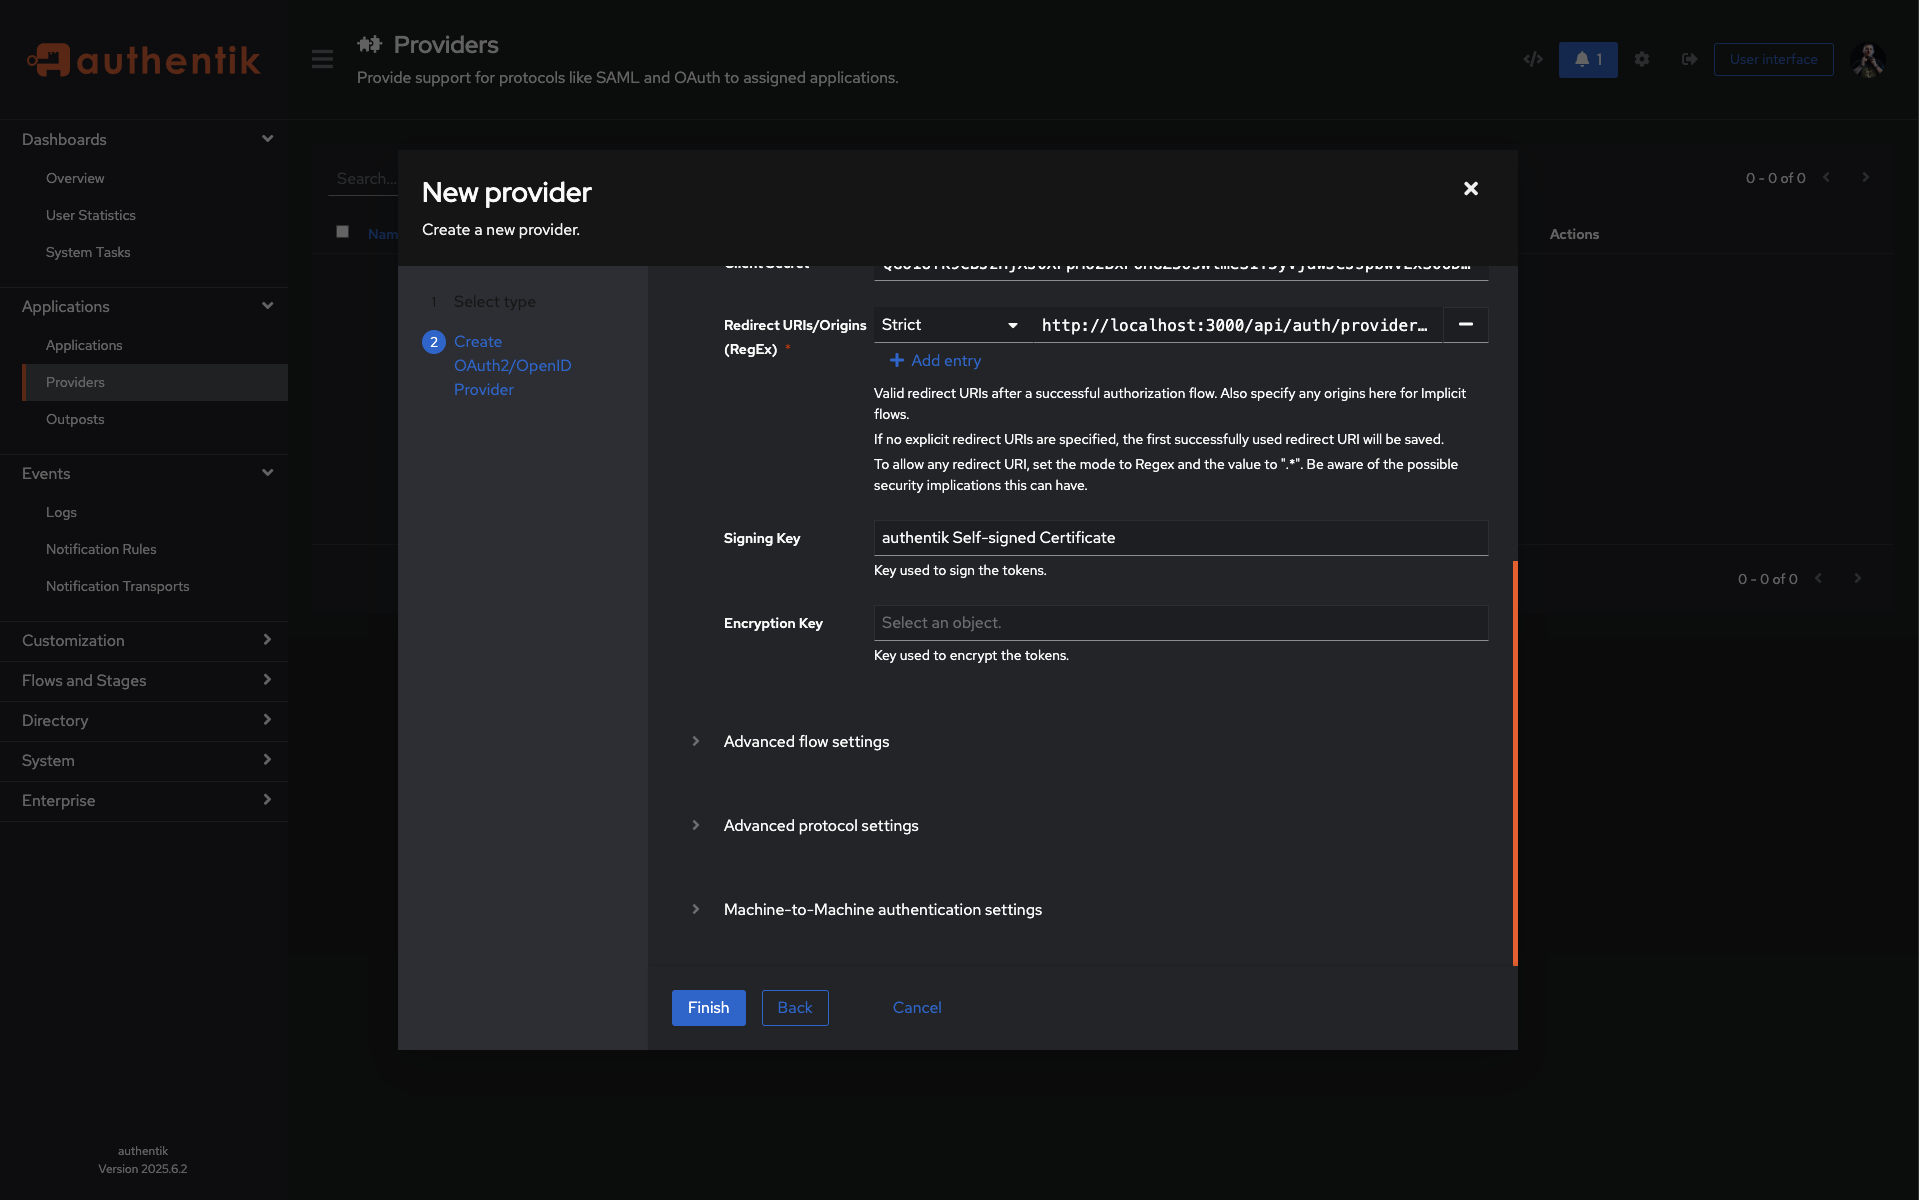 authentik
Providers
Provide support for protocols like SAML and OAuth to assigned applications.
1
User interface
Dashboards
Overview
User Statistics
System Tasks
Applications
Applications
Providers
Outposts
Events
Logs
Notification Rules
Notification Transports
Customization
Flows and Stages
Directory
System
Enterprise
authentik
Version 2025.6.2
Search...
0 - 0 of 0
Nam
Actions
0 - 0 of 0
New provider
Create a new provider.
1 Select type
2 Create
OAuth2/OpenID
Provider
Client Secret
Redirect URIs/Origins
(RegEx) *
Strict
http://localhost:3000/api/auth/provider…
Add entry
Valid redirect URIs after a successful authorization flow. Also specify any origins here for Implicit
flows.
If no explicit redirect URIs are specified, the first successfully used redirect URI will be saved.
To allow any redirect URI, set the mode to Regex and the value to ".*". Be aware of the possible
security implications this can have.
Signing Key
authentik Self-signed Certificate
Key used to sign the tokens.
Encryption Key
Select an object.
Key used to encrypt the tokens.
Advanced flow settings
Advanced protocol settings
Machine-to-Machine authentication settings
Finish
Back
Cancel